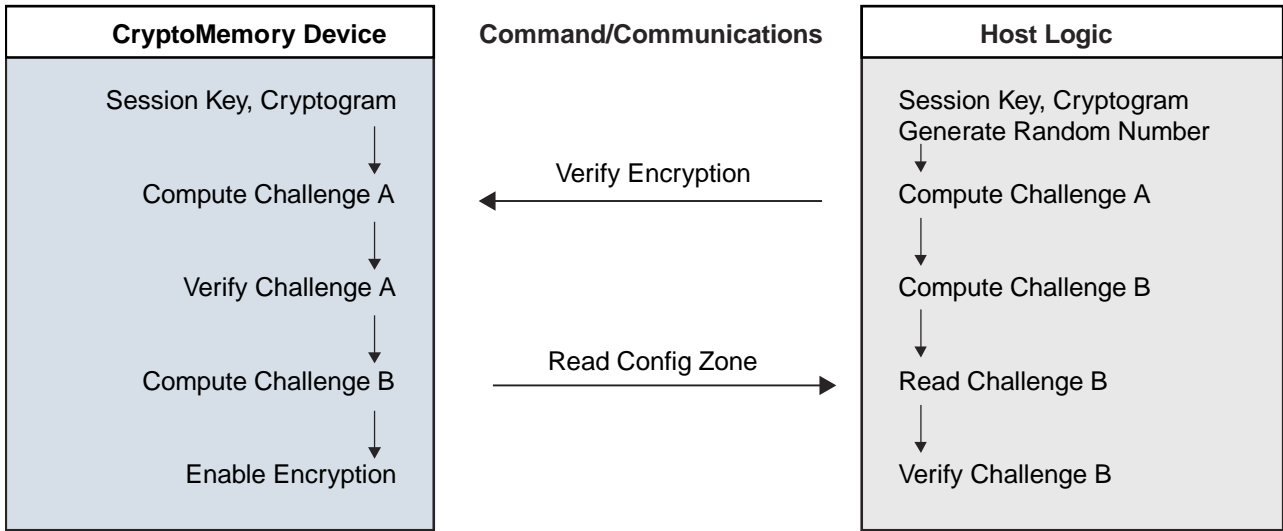 CryptoMemory Device
Command/Communications
Host Logic
Session Key, Cryptogram
Compute Challenge A
Verify Challenge A
Compute Challenge B
Enable Encryption
Verify Encryption
Read Config Zone
Session Key, Cryptogram
Generate Random Number
Compute Challenge A
Compute Challenge B
Read Challenge B
Verify Challenge B